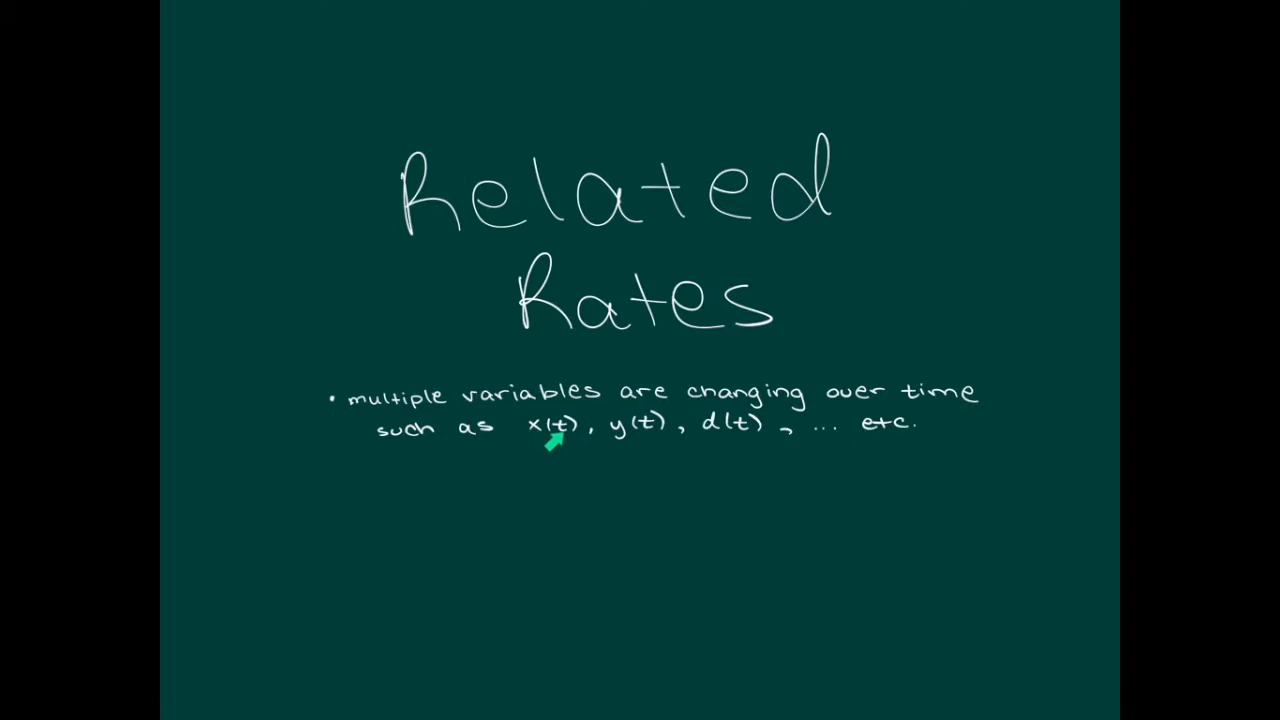 Related
Rates
• multiple variables are changing over time
such as x(t), y(t), d(t), ... etc.